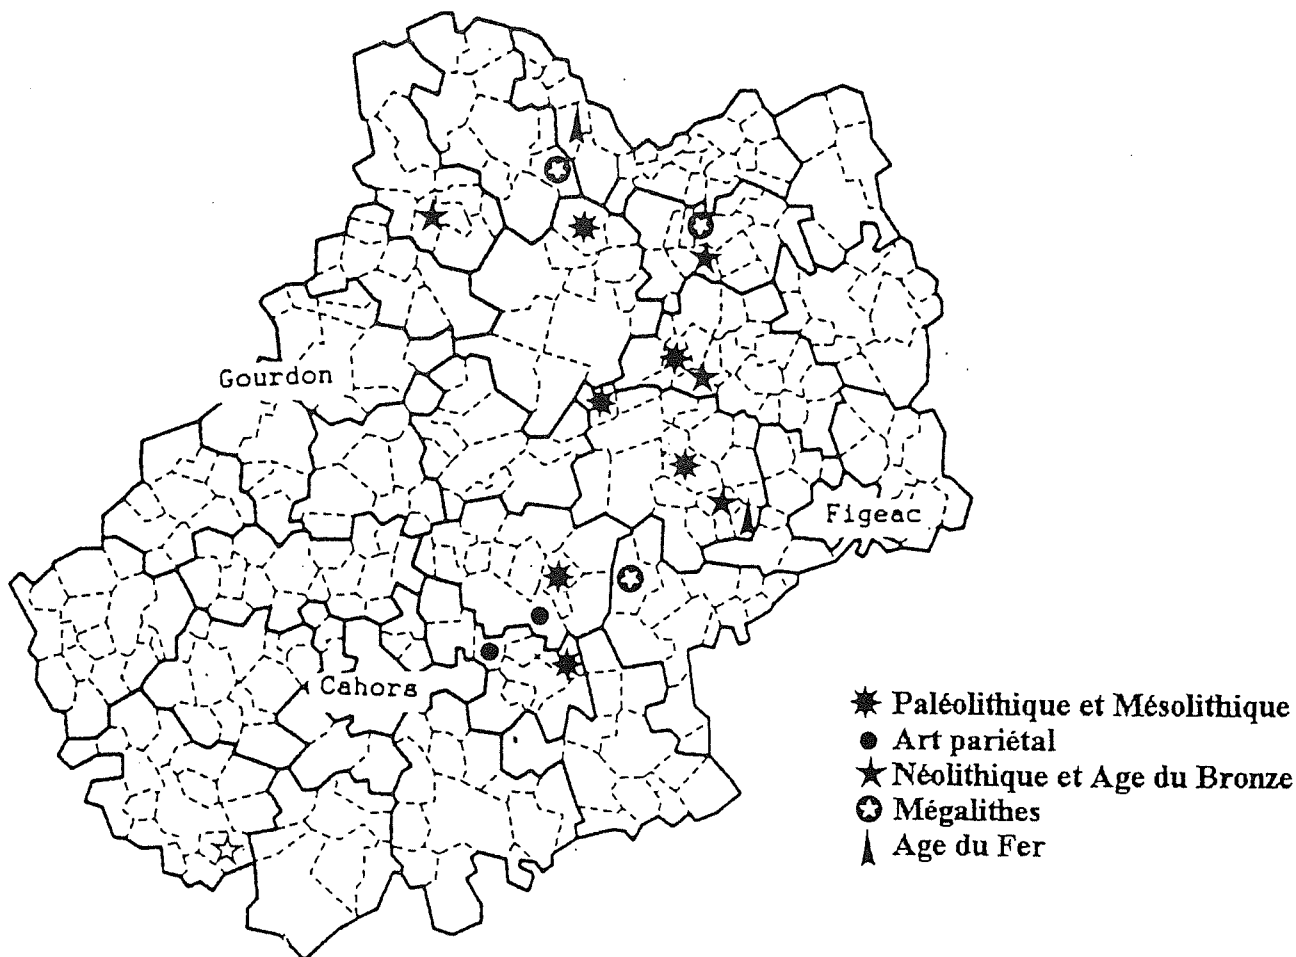 Gourdon
Figeac
Cahors
Paléolithique et Mésolithique
Art pariétal
Néolithique et Age du Bronze
Mégalithes
Age du Fer